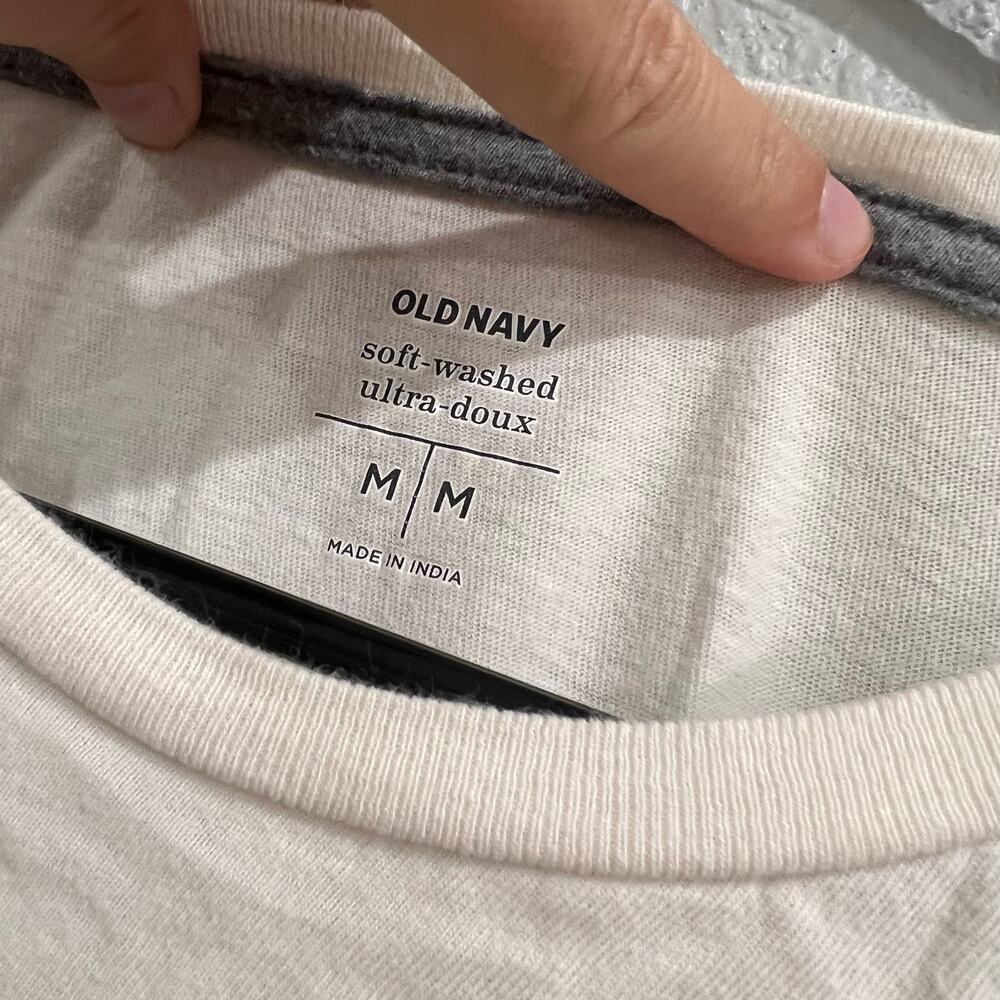 OLD NAVY
soft-washed
ultra-doux
M M
MADE IN INDIA